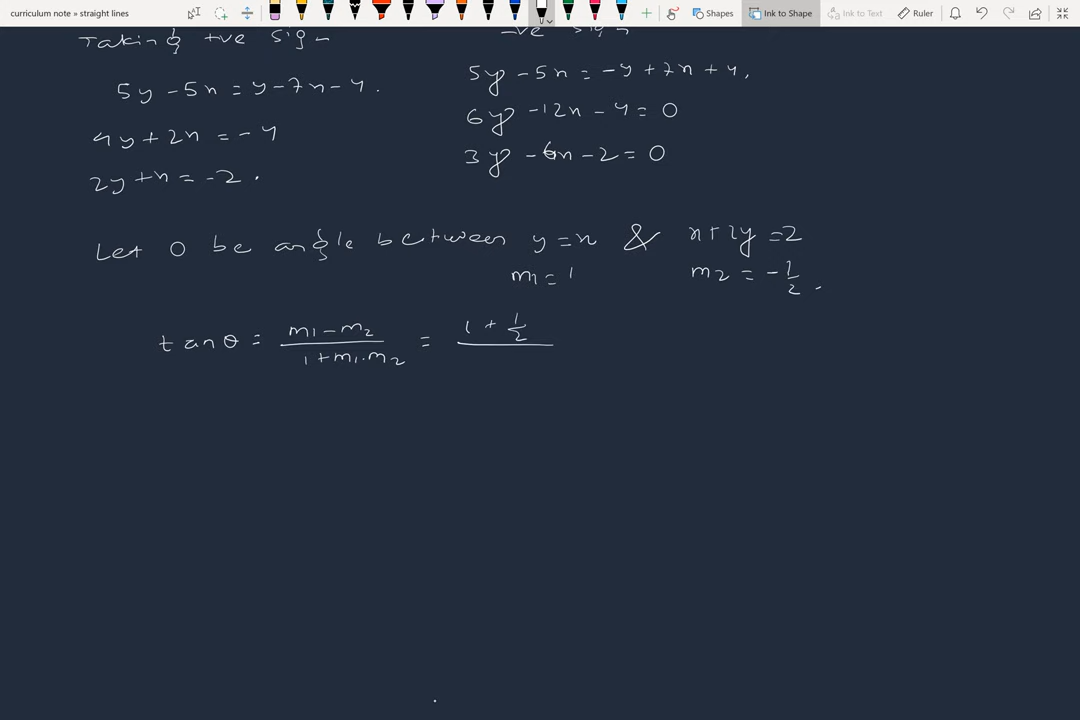 curriculum note » straight lines
Shapes
Ink to Shape
Ink to Text
Ruler
Taking +ve sign
-ve sign
5y - 5x = y - 7x - 4.
4y + 2x = -4
2y + x = -2.
5y - 5x = -y + 7x + 4,
6y - 12x - 4 = 0
3y - 6x - 2 = 0
Let θ be angle between y = x & x + 2y = 2
m1 = 1 m2 = -1/2.
tanθ = (m1 - m2)/(1 + m1.m2) = 1 + 1/2